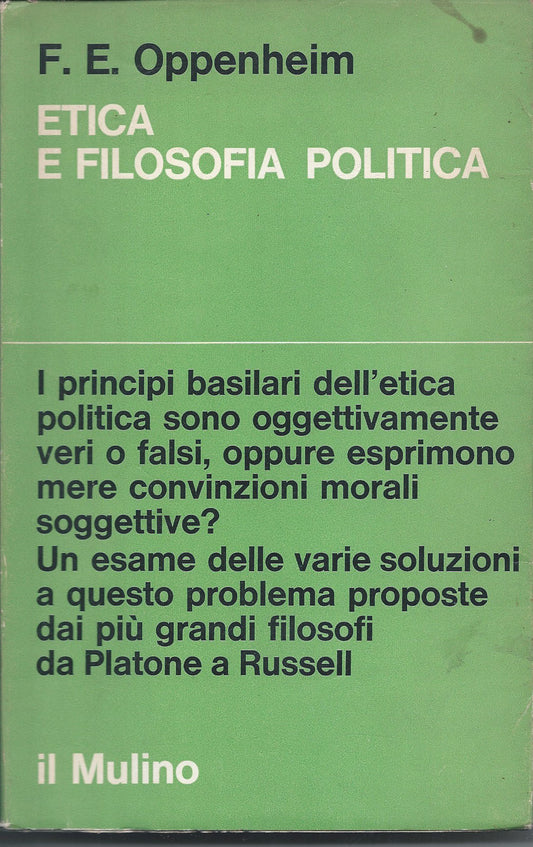 F. E. Oppenheim
ETICA
E FILOSOFIA POLITICA
I principi basilari dell'etica
politica sono oggettivamente
veri o falsi, oppure esprimono
mere convinzioni morali
soggettive?
Un esame delle varie soluzioni
a questo problema proposte
dai più grandi filosofi
da Platone a Russell
il Mulino